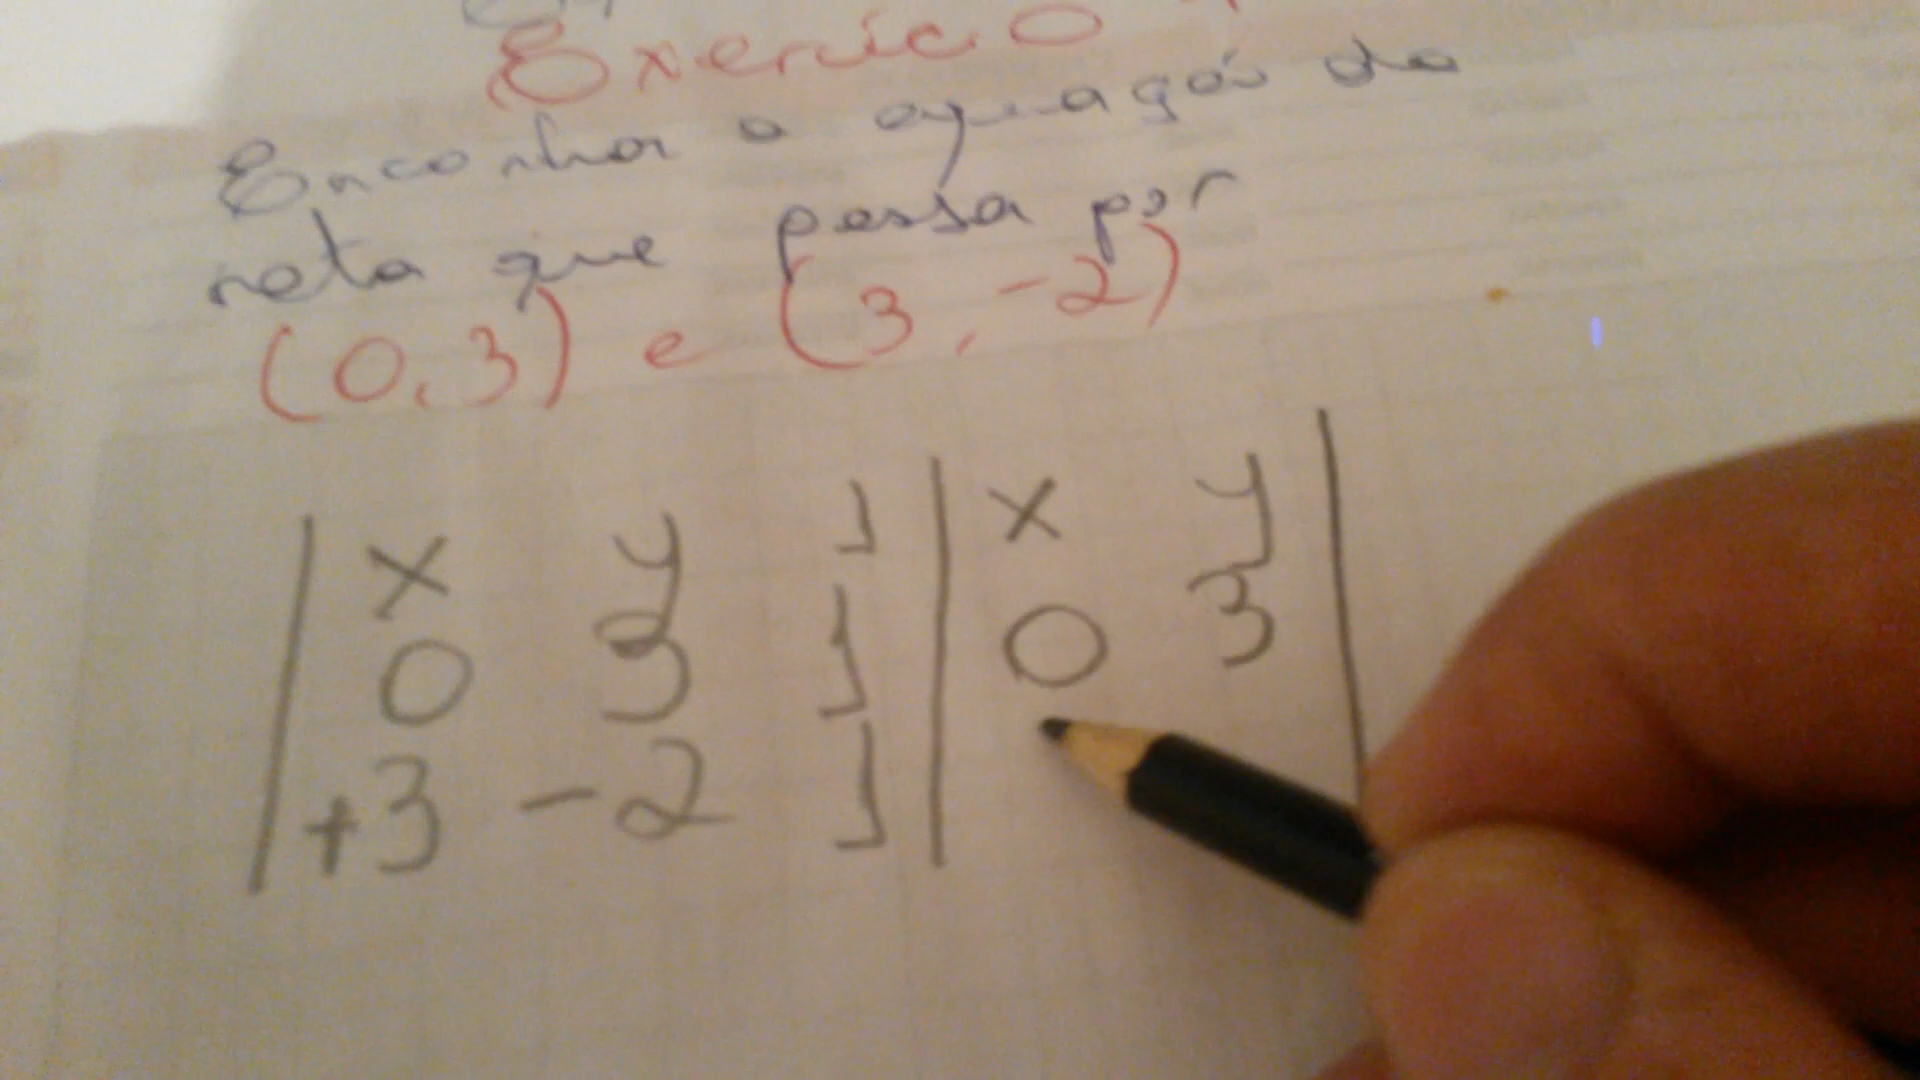 Exercício
Encontra a equação da
reta que passa por
(0,3) e (3,-2)
| x y 1 | x y |
| 0 3 1 | 0 3 |
| +3 -2 1 |